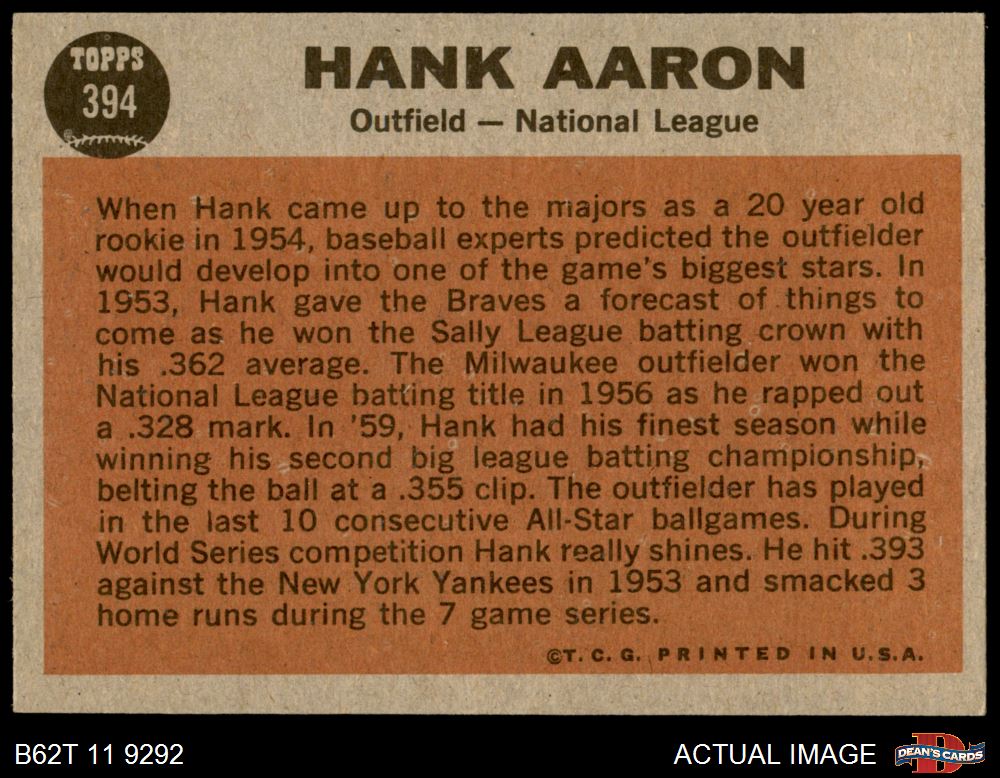 TOPPS
394
HANK AARON
Outfield — National League
When Hank came up to the majors as a 20 year old
rookie in 1954, baseball experts predicted the outfielder
would develop into one of the game's biggest stars. In
1953, Hank gave the Braves a forecast of things to
come as he won the Sally League batting crown with
his .362 average. The Milwaukee outfielder won the
National League batting title in 1956 as he rapped out
a .328 mark. In '59, Hank had his finest season while
winning his second big league batting championship,
belting the ball at a .355 clip. The outfielder has played
in the last 10 consecutive All-Star ballgames. During
World Series competition Hank really shines. He hit .393
against the New York Yankees in 1953 and smacked 3
home runs during the 7 game series.
©T. C. G. PRINTED IN U.S.A.
B62T 11 9292
ACTUAL IMAGE
DEAN'S CARDS